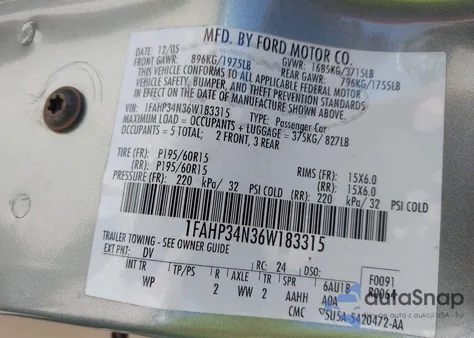 MFD. BY FORD MOTOR CO.
DATE: 12/05 GVWR: 1685KG/3715LB
FRONT GAWR: 896KG/1975LB REAR GAWR: 796KG/1755LB
THIS VEHICLE CONFORMS TO ALL APPLICABLE FEDERAL MOTOR
VEHICLE SAFETY, BUMPER, AND THEFT PREVENTION STANDARDS
IN EFFECT ON THE DATE OF MANUFACTURE SHOWN ABOVE
VIN: 1FAHP34N36W183315 TYPE: Passenger Car
MAXIMUM LOAD = OCCUPANTS + LUGGAGE = 375KG/827LB
OCCUPANTS = 5 TOTAL: 2 FRONT, 3 REAR
TIRE (FR): P195/60R15 RIMS (FR): 15X6.0
(RR): P195/60R15 (RR): 15X6.0
PRESSURE (FR): 220 kPa/ 32 PSI COLD (RR): 220 kPa/ 32 PSI COLD
1FAHP34N36W183315
TRAILER TOWING - SEE OWNER GUIDE
EXT PNT: DV RC: 24 DSO: F0091
INT TR TP/PS R AXLE TR 6AU1B R0061
WP 2 WW 2 AAHH A0A
CMC ▽SU5A 5420472-AA
autoSnap